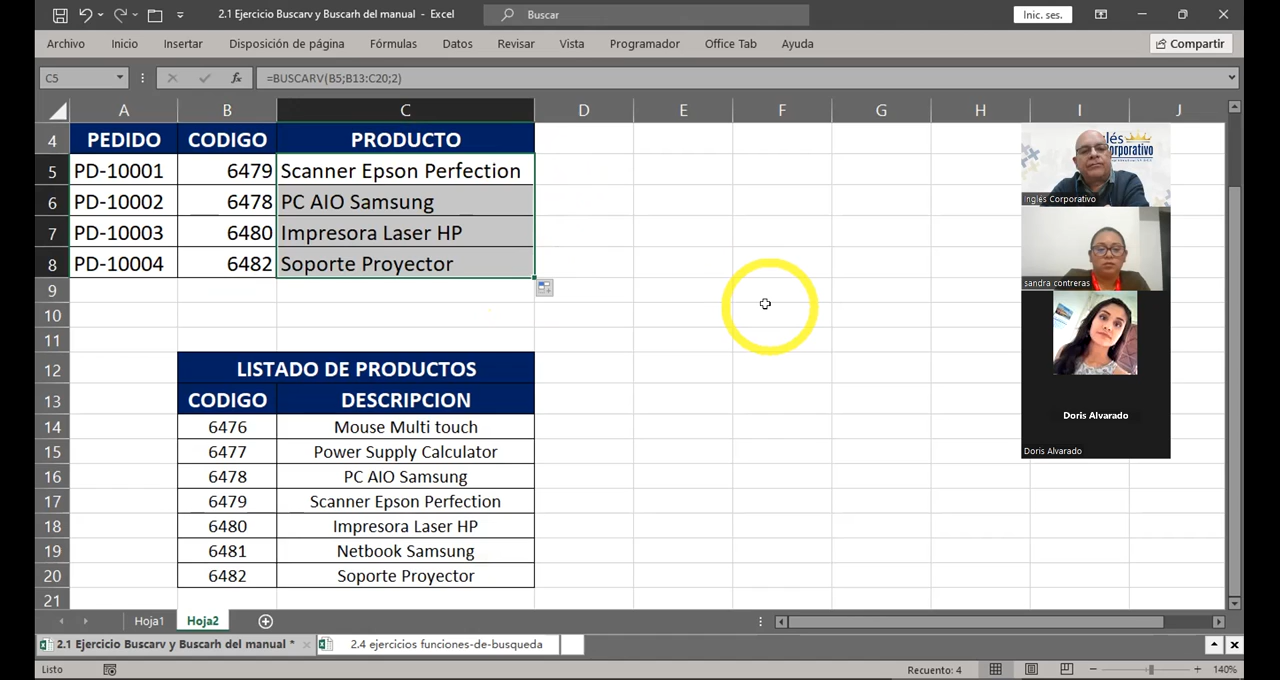 2.1 Ejercicio Buscarv y Buscarh del manual - Excel
Buscar
Inic. ses.
Archivo Inicio Insertar Disposición de página Fórmulas Datos Revisar Vista Programador Office Tab Ayuda
Compartir
C5 fx =BUSCARV(B5;B13:C20;2)
A B C D E F G H I J
4 PEDIDO CODIGO PRODUCTO
5 PD-10001 6479 Scanner Epson Perfection
6 PD-10002 6478 PC AIO Samsung
7 PD-10003 6480 Impresora Laser HP
8 PD-10004 6482 Soporte Proyector
9
10
11
12 LISTADO DE PRODUCTOS
13 CODIGO DESCRIPCION
14 6476 Mouse Multi touch
15 6477 Power Supply Calculator
16 6478 PC AIO Samsung
17 6479 Scanner Epson Perfection
18 6480 Impresora Laser HP
19 6481 Netbook Samsung
20 6482 Soporte Proyector
21
Inglés Corporativo
sandra contreras
Doris Alvarado
Doris Alvarado
Hoja1 Hoja2
2.1 Ejercicio Buscarv y Buscarh del manual *
2.4 ejercicios funciones-de-busqueda
Listo
Recuento: 4
140%